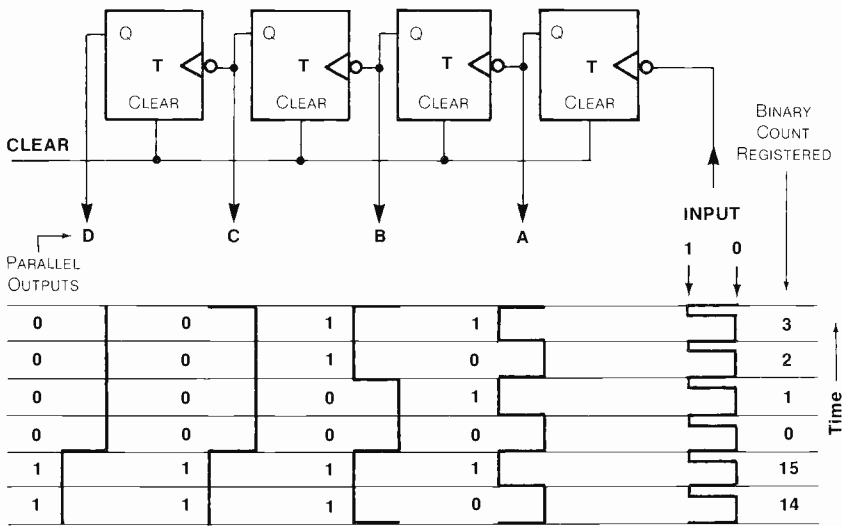 Q T Q T Q T Q T
CLEAR CLEAR CLEAR CLEAR
CLEAR
BINARY
COUNT
REGISTERED
INPUT
1 0
D C B A
PARALLEL
OUTPUTS
0 0 1 1 3
0 0 1 0 2
0 0 0 1 1
0 0 0 0 0
1 1 1 1 15
1 1 1 0 14
Time